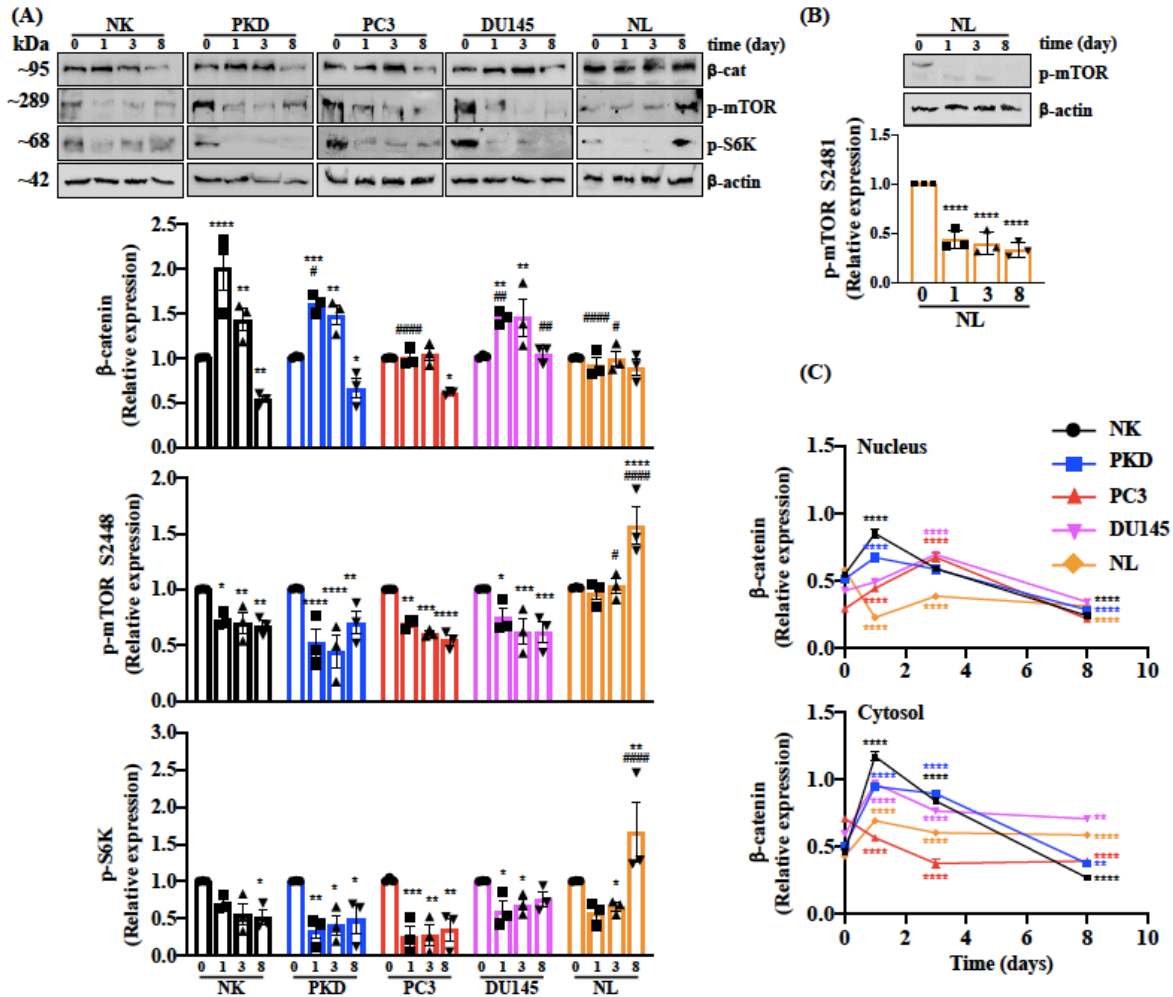 (A)
NK PKD PC3 DU145 NL
kDa 0 1 3 8 0 1 3 8 0 1 3 8 0 1 3 8 0 1 3 8 time (day)
~95 β-cat
~289 p-mTOR
~68 p-S6K
~42 β-actin
β-catenin
(Relative expression)
2.5
2.0
1.5
1.0
0.5
0.0
**** ** **
*** # ** *
#### *
** ## ** ##
#### #
p-mTOR S2448
(Relative expression)
2.0
1.5
1.0
0.5
0.0
* ** **
**** **** **
** *** ****
* *** ***
# **** ####
p-S6K
(Relative expression)
3.0
2.5
2.0
1.5
1.0
0.5
0.0
*
** * *
*** ** **
* *
* ** ####
0 1 3 8 0 1 3 8 0 1 3 8 0 1 3 8 0 1 3 8
NK PKD PC3 DU145 NL
(B)
NL
0 1 3 8 time (day)
p-mTOR
β-actin
p-mTOR S2481
(Relative expression)
1.5
1.0
0.5
0.0
**** **** ****
0 1 3 8
NL
(C)
NK
PKD
PC3
DU145
NL
Nucleus
β-catenin
(Relative expression)
1.5
1.0
0.5
0.0
****
****
****
****
****
****
****
****
****
****
0 2 4 6 8 10
Cytosol
β-catenin
(Relative expression)
1.5
1.0
0.5
0.0
****
****
****
****
****
****
****
****
****
****
**
****
****
**
****
0 2 4 6 8 10
Time (days)